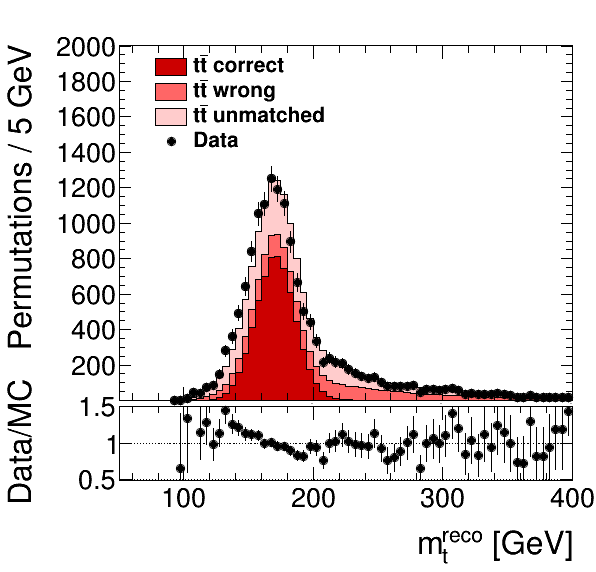 2000
1800
1600
1400
1200
1000
800
600
400
200
Permutations / 5 GeV
tt̄ correct
tt̄ wrong
tt̄ unmatched
Data
1.5
1
0.5
Data/MC
100 200 300 400
m_t^reco [GeV]